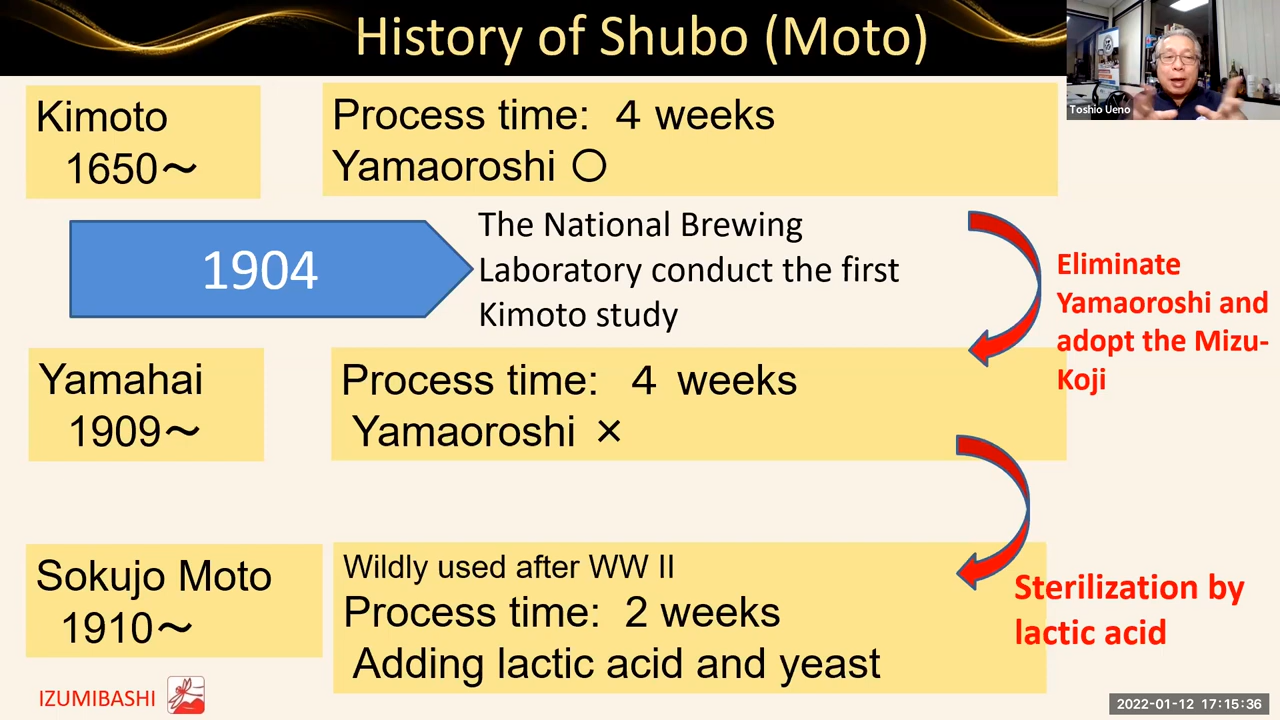 History of Shubo (Moto)
Toshio Ueno
Kimoto
1650～
Process time: 4 weeks
Yamaoroshi ○
1904
The National Brewing
Laboratory conduct the first
Kimoto study
Eliminate
Yamaoroshi and
adopt the Mizu-
Koji
Yamahai
1909～
Process time: 4 weeks
Yamaoroshi ×
Sokujo Moto
1910～
Wildly used after WW II
Process time: 2 weeks
Adding lactic acid and yeast
Sterilization by
lactic acid
IZUMIBASHI
2022-01-12 17:15:36